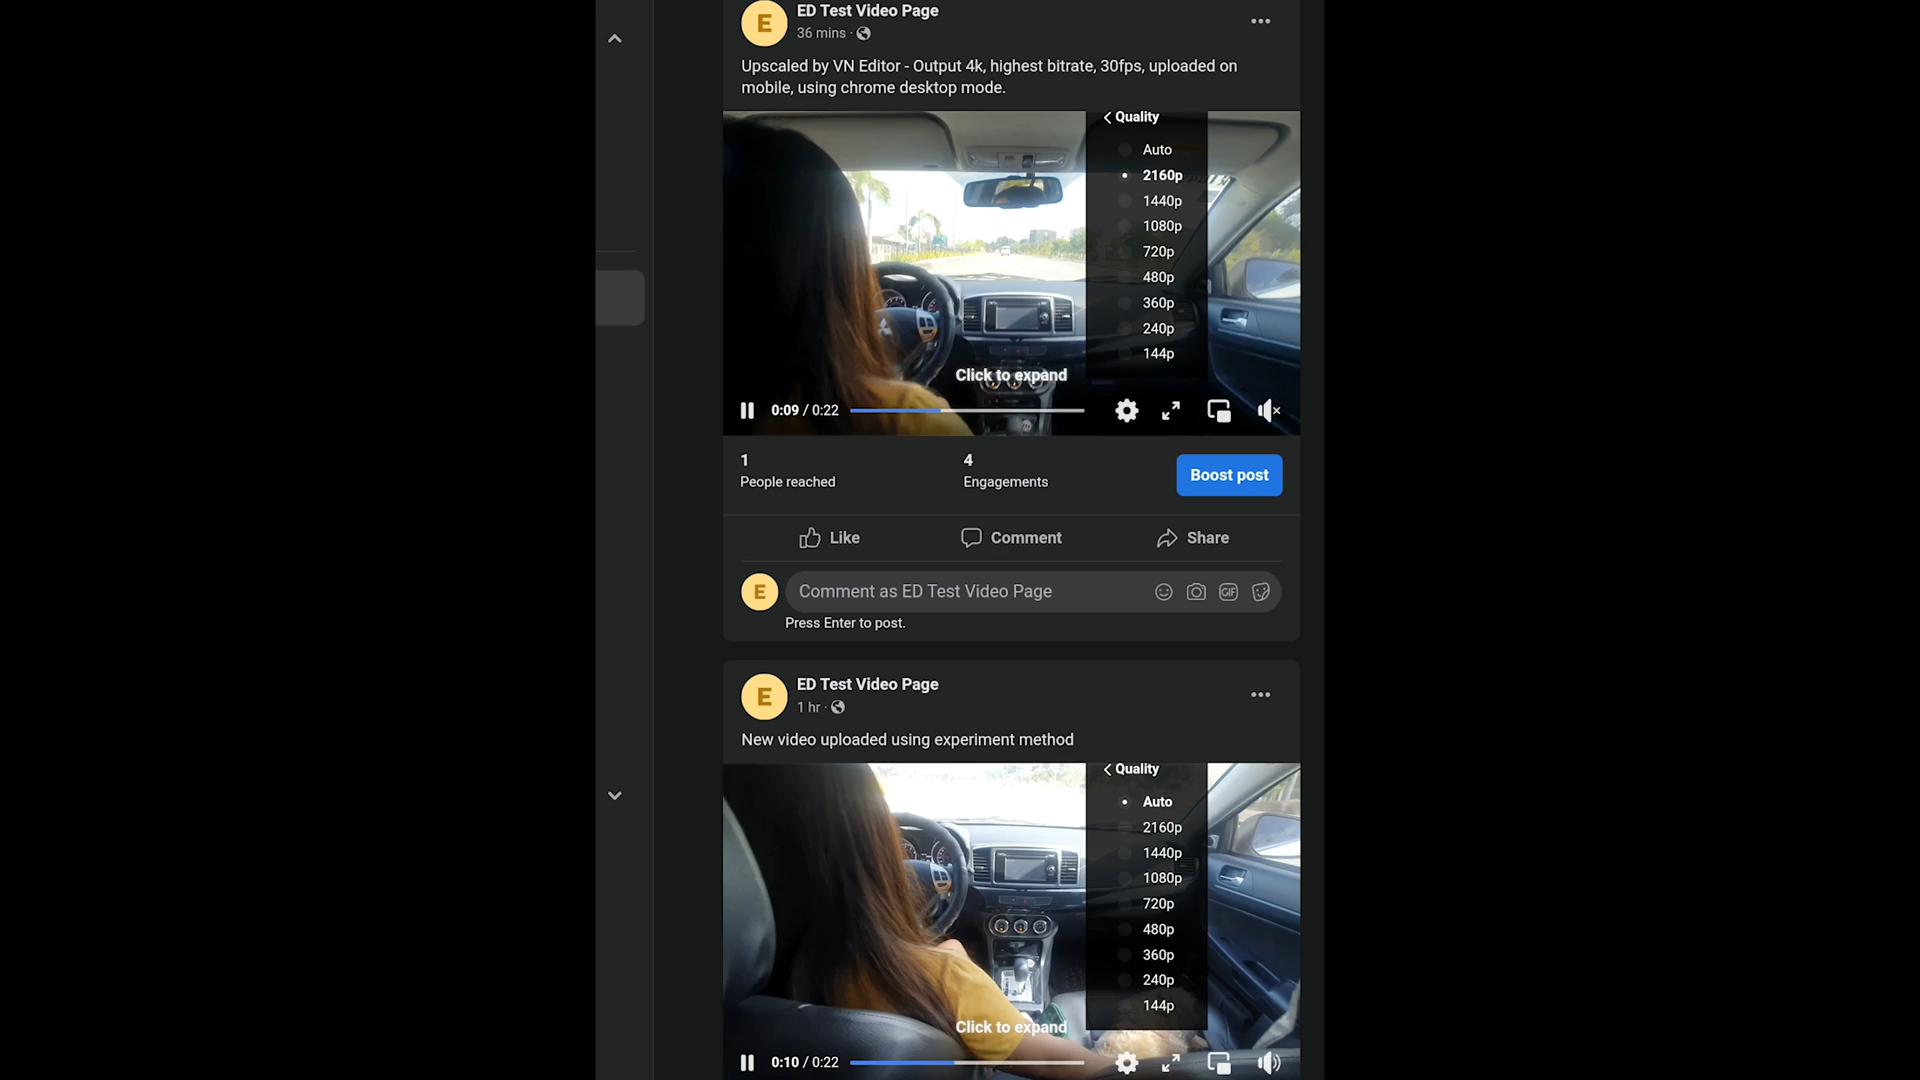 E
ED Test Video Page
36 mins ·
Upscaled by VN Editor - Output 4k, highest bitrate, 30fps, uploaded on
mobile, using chrome desktop mode.
Quality
Auto
2160p
1440p
1080p
720p
480p
360p
240p
144p
Click to expand
0:09 / 0:22
1
People reached
4
Engagements
Boost post
Like
Comment
Share
E
Comment as ED Test Video Page
GIF
Press Enter to post.
E
ED Test Video Page
1 hr ·
New video uploaded using experiment method
Quality
Auto
2160p
1440p
1080p
720p
480p
360p
240p
144p
Click to expand
0:10 / 0:22